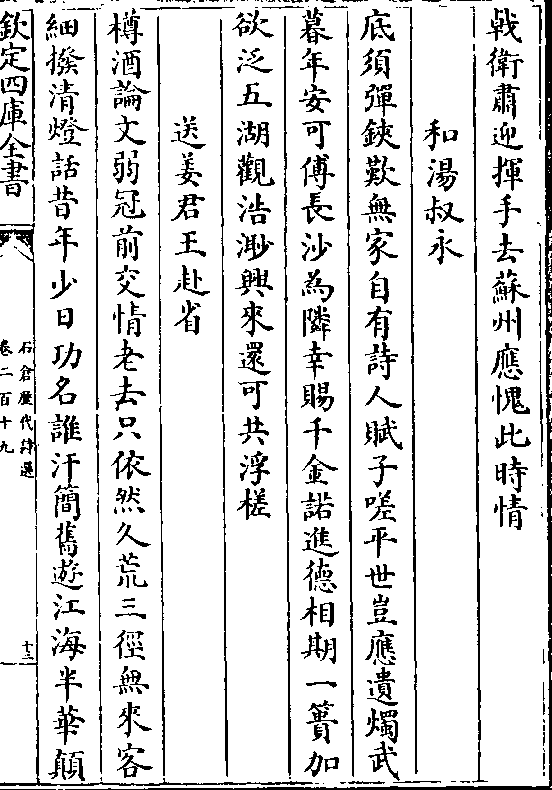 戟衛肅迎揮手去蘇州應愧此時情
和湯叔永
底須彈鋏歎無家自有詩人賦子嗟平世豈應遺燭武
暮年安可傅長沙為隣幸賜千金諾進德相期一簣加
欲泛五湖觀浩渺興來還可共浮槎
送姜君王赴省
樽酒論文弱冠前交情老去只依然久荒三徑無來客
細撥清燈話昔年少日功名誰汗簡舊遊江海半華顛
欽定四庫全書
石倉歷代詩選
卷二百十九
十二